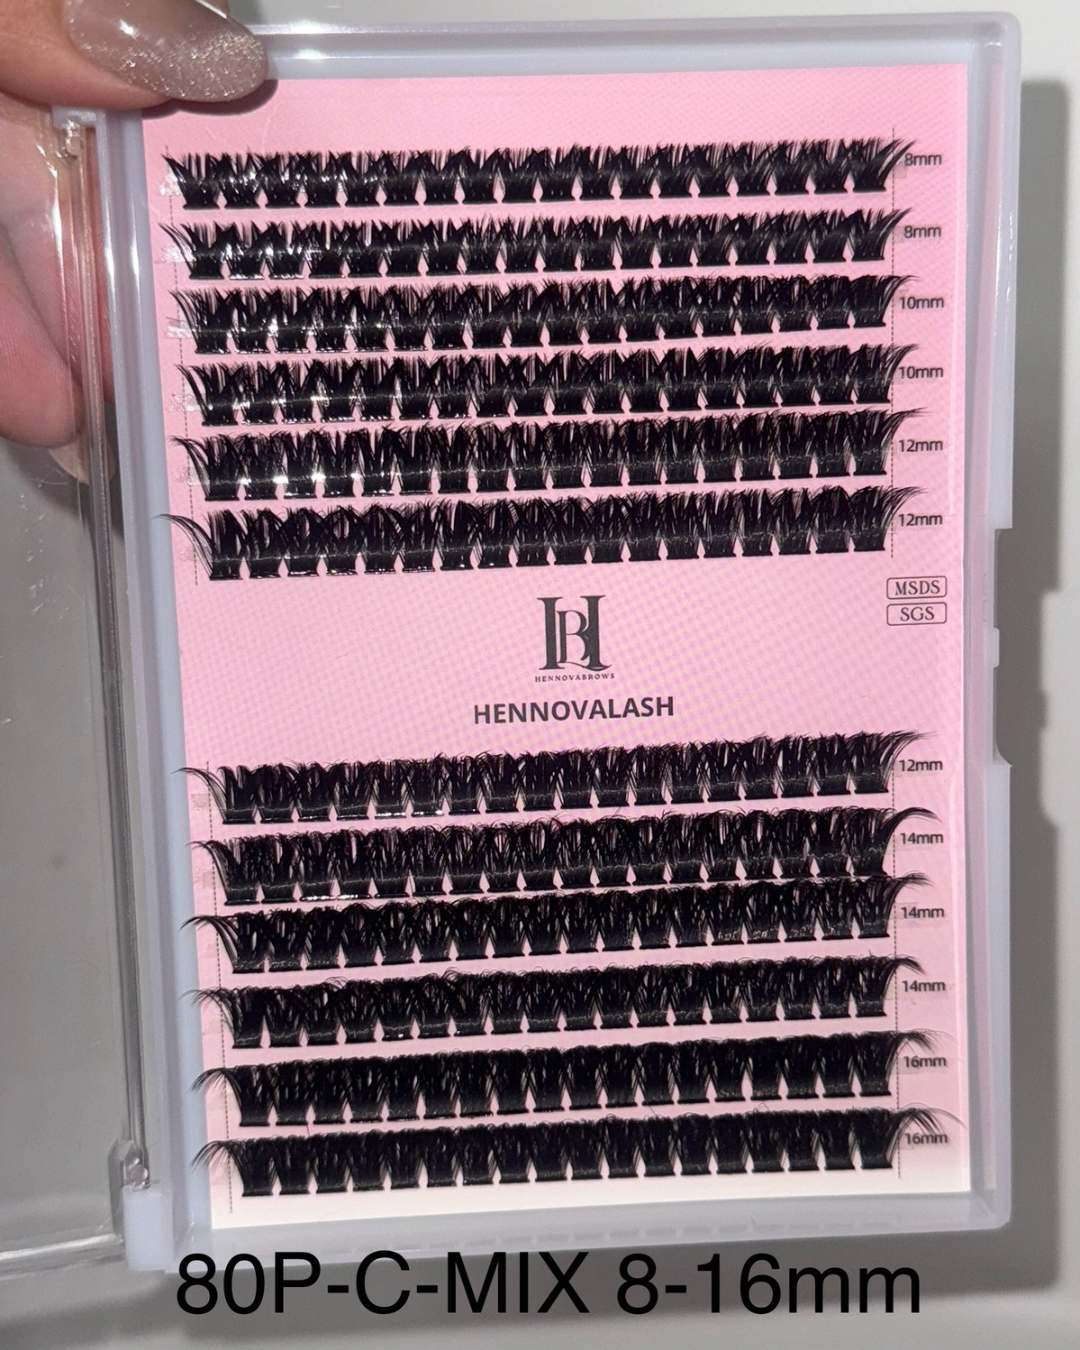 8mm
8mm
10mm
10mm
12mm
12mm
MSDS
SGS
HB
HENNOVABROWS
HENNOVALASH
12mm
14mm
14mm
14mm
16mm
16mm
80P-C-MIX 8-16mm